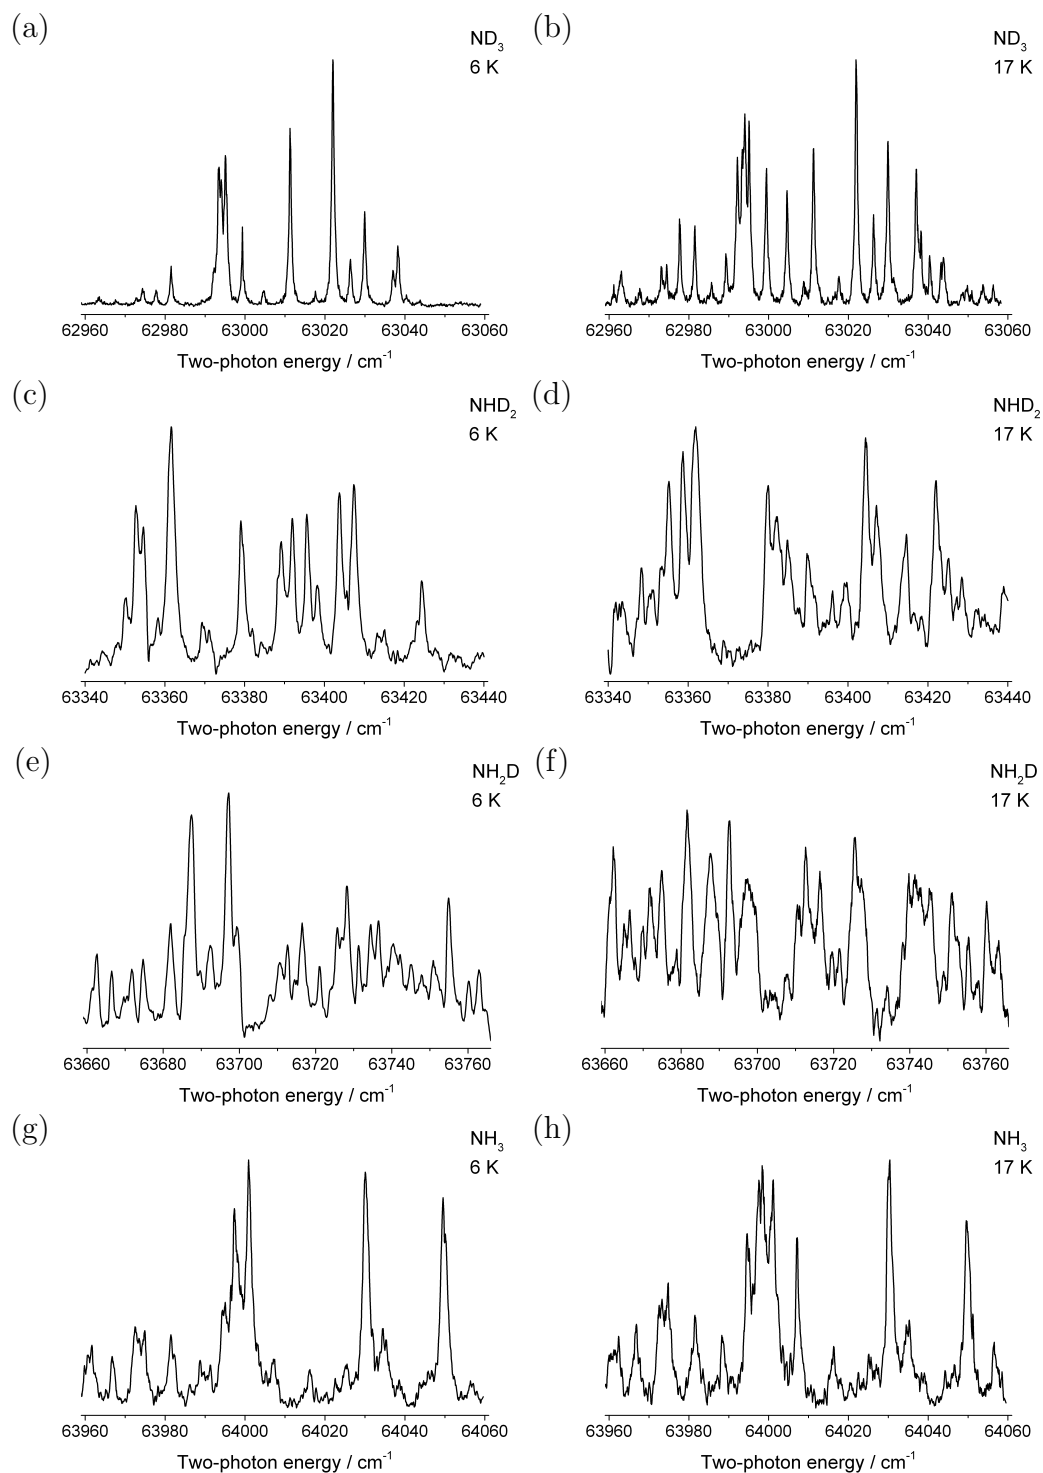 (a)
ND3
6 K
62960 62980 63000 63020 63040 63060
Two-photon energy / cm-1
(b)
ND3
17 K
62960 62980 63000 63020 63040 63060
Two-photon energy / cm-1
(c)
NHD2
6 K
63340 63360 63380 63400 63420 63440
Two-photon energy / cm-1
(d)
NHD2
17 K
63340 63360 63380 63400 63420 63440
Two-photon energy / cm-1
(e)
NH2D
6 K
63660 63680 63700 63720 63740 63760
Two-photon energy / cm-1
(f)
NH2D
17 K
63660 63680 63700 63720 63740 63760
Two-photon energy / cm-1
(g)
NH3
6 K
63960 63980 64000 64020 64040 64060
Two-photon energy / cm-1
(h)
NH3
17 K
63960 63980 64000 64020 64040 64060
Two-photon energy / cm-1